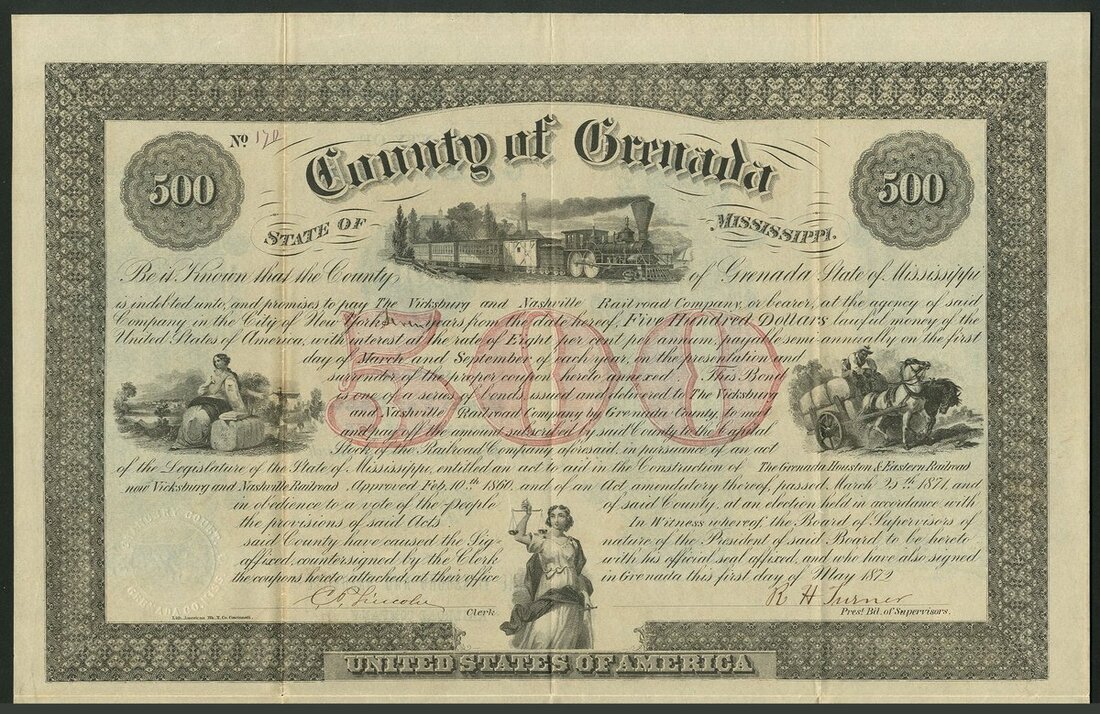 No 170
County of Grenada
500
500
STATE OF
MISSISSIPPI.
Be it Known that the County of Grenada State of Mississippi
is indebted unto, and promises to pay The Vicksburg and Nashville Railroad Company, or bearer, at the agency of said
Company, in the City of New York years from the date hereof, Five Hundred Dollars lawful money of the
United States of America, with interest at the rate of Eight per cent per annum, payable semi annually on the first
day of March and September of each year, at the presentation and
surrender of the proper coupon hereto annexed. This Bond
is one of a series of bonds issued and delivered to The Vicksburg
and Nashville Railroad Company by Grenada County, to meet
and pay off the amount subscribed by said County to the Capital
Stock of the Railroad Company aforesaid, in pursuance of an act
500
of the Legislature of the State of Mississippi, entitled an act to aid in the Construction of The Grenada Houston & Eastern Railroad
now Vicksburg and Nashville Railroad. Approved Feb. 10.th 1860. and of an Act, amendatory thereof, passed, March 25.th 1871. and
in obedience to a vote of the people of said County, at an election held in accordance with
the provisions of said Acts. In Witness whereof, the Board of Supervisors of
said County have caused the Sig- nature of the President of said Board to be hereto
affixed, countersigned by the Clerk with his official seal affixed, and who have also signed
the coupons hereto attached, at their office in Grenada this first day of May 1872
GRENADA CO. MISS
C P Lincoln Clerk.
R H Turner
Prest. Bd. of Supervisors.
UNITED STATES OF AMERICA